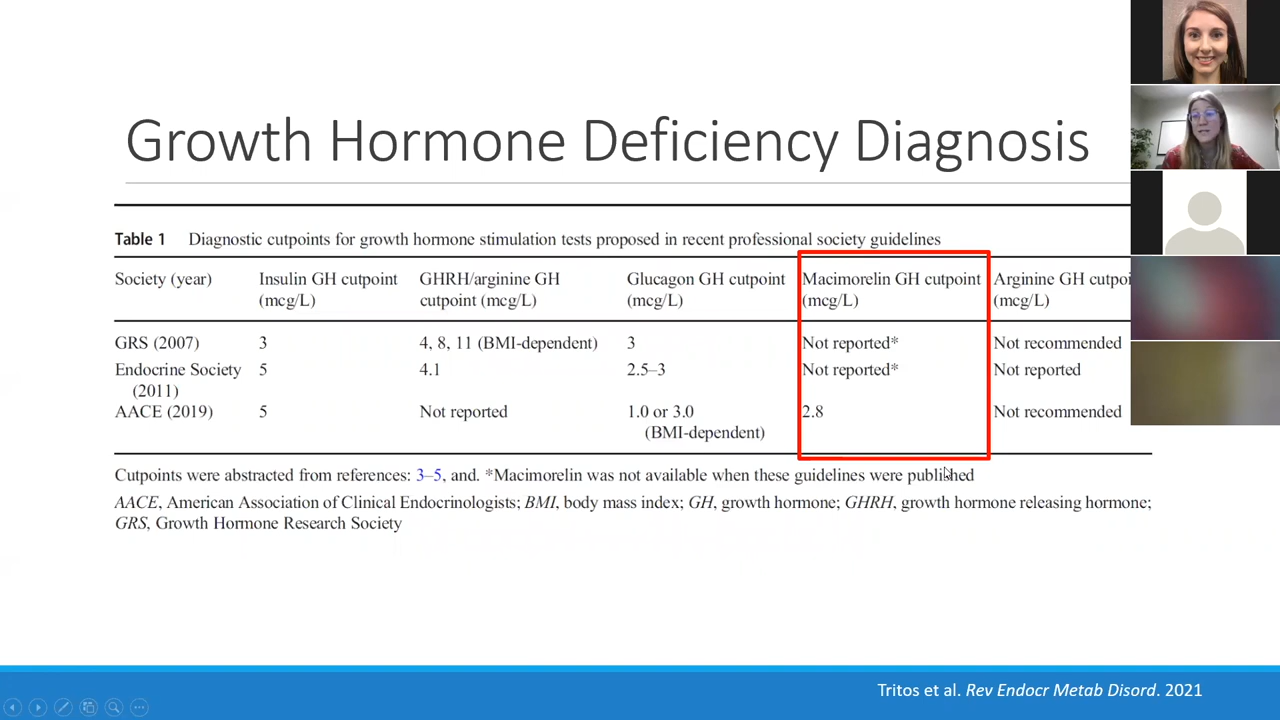 Growth Hormone Deficiency Diagnosis
Table 1 Diagnostic cutpoints for growth hormone stimulation tests proposed in recent professional society guidelines
Society (year) Insulin GH cutpoint (mcg/L) GHRH/arginine GH cutpoint (mcg/L) Glucagon GH cutpoint (mcg/L) Macimorelin GH cutpoint (mcg/L) Arginine GH (mcg/L)
GRS (2007) 3 4, 8, 11 (BMI-dependent) 3 Not reported* Not recommended
Endocrine Society (2011) 5 4.1 2.5–3 Not reported* Not reported
AACE (2019) 5 Not reported 1.0 or 3.0 (BMI-dependent) 2.8 Not recommended
Cutpoints were abstracted from references: 3–5, and. *Macimorelin was not available when these guidelines were published
AACE, American Association of Clinical Endocrinologists; BMI, body mass index; GH, growth hormone; GHRH, growth hormone releasing hormone;
GRS, Growth Hormone Research Society
Tritos et al. Rev Endocr Metab Disord. 2021